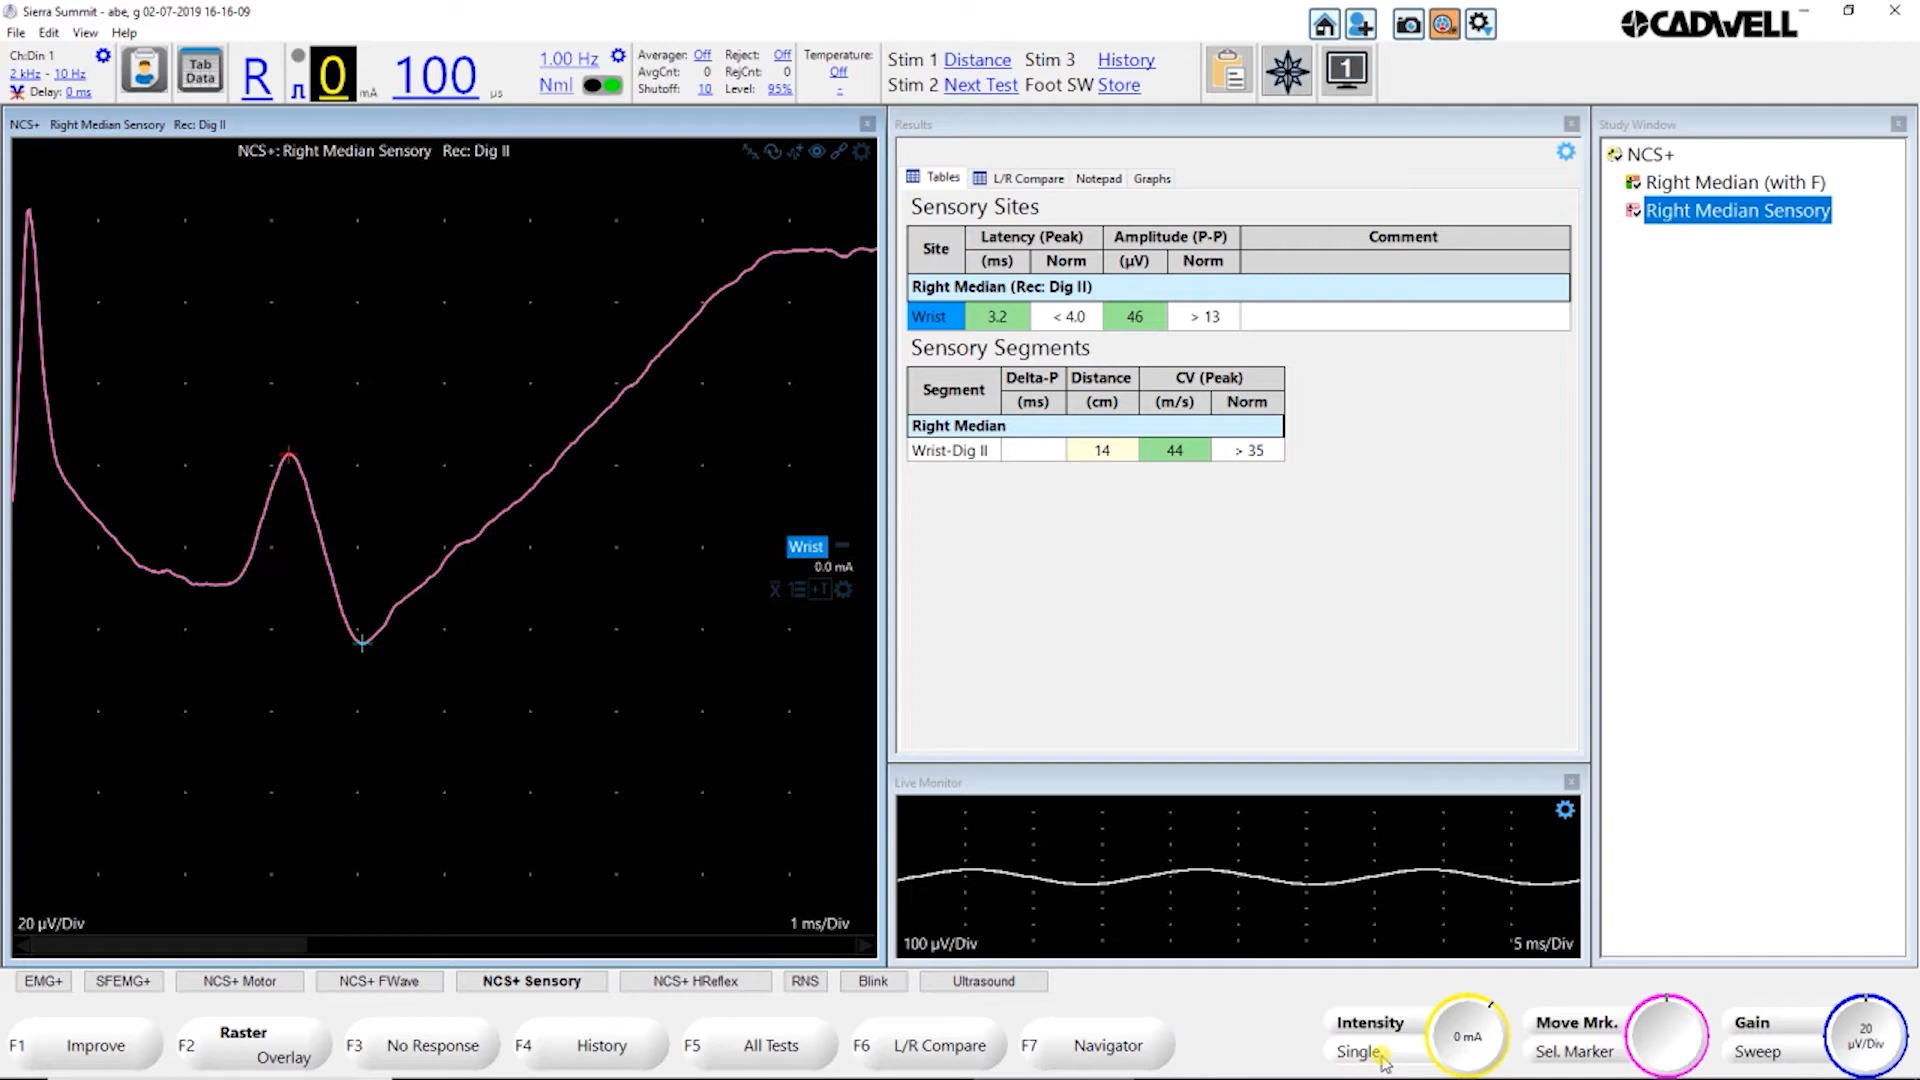 Sierra Summit - abe, g 02-07-2019 16-16-09
CADWELL
File Edit View Help
Ch:Din 1
2 kHz - 10 Hz
Delay: 0 ms
Tab
Data
R
0 mA
100 µs
1.00 Hz
Nml
Averager: Off
AvgCnt: 0
Shutoff: 10
Reject: Off
RejCnt: 0
Level: 95%
Temperature:
Off
-
Stim 1 Distance Stim 3 History
Stim 2 Next Test Foot SW Store
1
NCS+ Right Median Sensory Rec: Dig II
NCS+: Right Median Sensory Rec: Dig II
Wrist
0.0 mA
+T
20 µV/Div
1 ms/Div
Results
Tables L/R Compare Notepad Graphs
Sensory Sites
Site Latency (Peak) Amplitude (P-P) Comment
(ms) Norm (µV) Norm
Right Median (Rec: Dig II)
Wrist 3.2 < 4.0 46 > 13
Sensory Segments
Segment Delta-P Distance CV (Peak)
(ms) (cm) (m/s) Norm
Right Median
Wrist-Dig II 14 44 > 35
Live Monitor
100 µV/Div
5 ms/Div
Study Window
NCS+
Right Median (with F)
Right Median Sensory
EMG+ SFEMG+ NCS+ Motor NCS+ FWave NCS+ Sensory NCS+ HReflex RNS Blink Ultrasound
F1 Improve
F2 Raster
Overlay
F3 No Response
F4 History
F5 All Tests
F6 L/R Compare
F7 Navigator
Intensity
Single
0 mA
Move Mrk.
Sel. Marker
Gain
Sweep
20
µV/Div